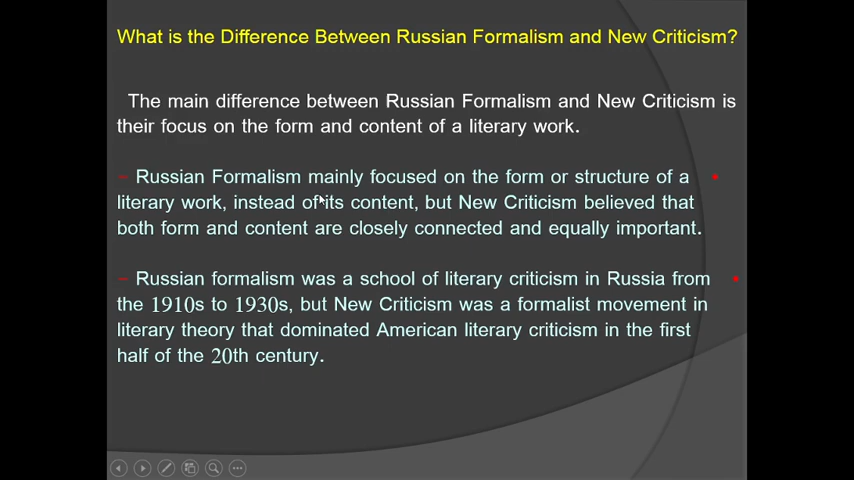 What is the Difference Between Russian Formalism and New Criticism?
The main difference between Russian Formalism and New Criticism is
their focus on the form and content of a literary work.
– Russian Formalism mainly focused on the form or structure of a
literary work, instead of its content, but New Criticism believed that
both form and content are closely connected and equally important.
– Russian formalism was a school of literary criticism in Russia from
the 1910s to 1930s, but New Criticism was a formalist movement in
literary theory that dominated American literary criticism in the first
half of the 20th century.